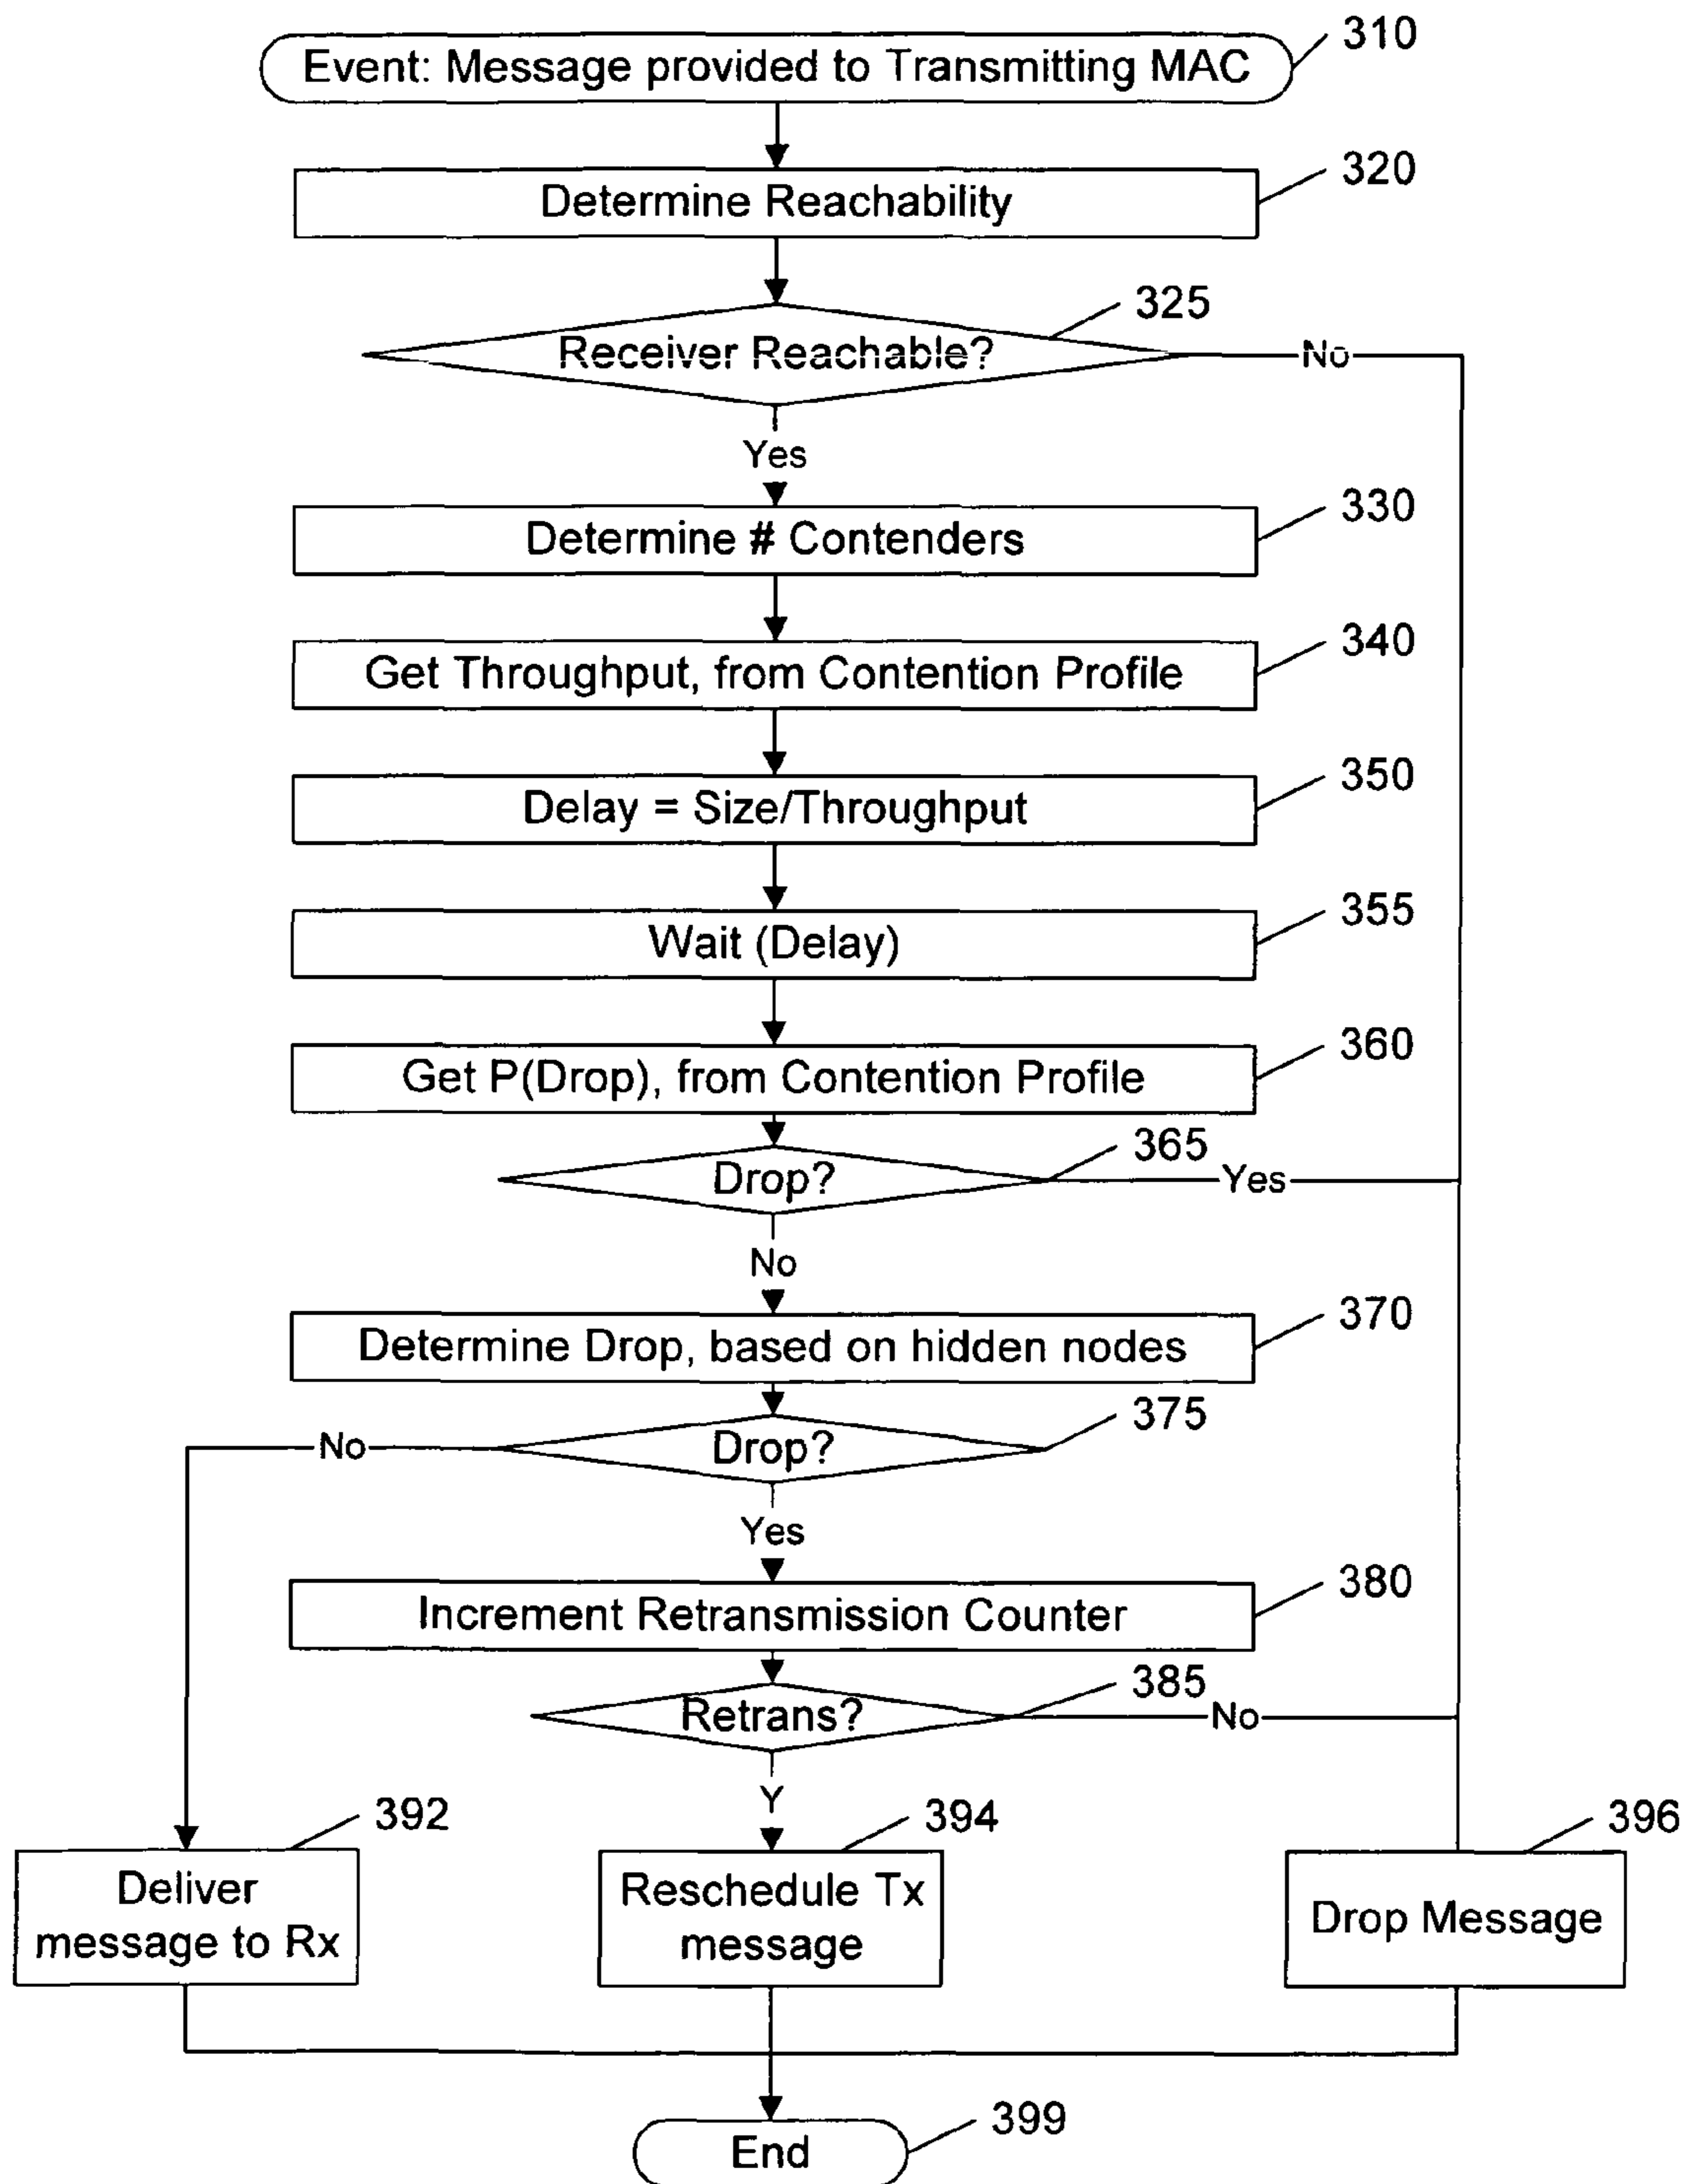 Event: Message provided to Transmitting MAC
310
Determine Reachability
320
Receiver Reachable?
325
No
Yes
Determine # Contenders
330
Get Throughput, from Contention Profile
340
Delay = Size/Throughput
350
Wait (Delay)
355
Get P(Drop), from Contention Profile
360
Drop?
365
Yes
No
Determine Drop, based on hidden nodes
370
Drop?
375
No
Yes
Increment Retransmission Counter
380
Retrans?
385
No
Y
392
Deliver
message to Rx
394
Reschedule Tx
message
396
Drop Message
End
399